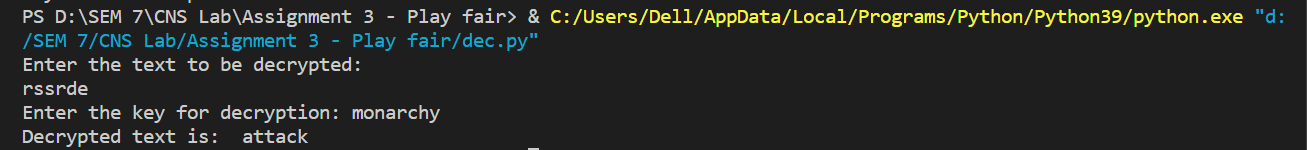 PS D:\SEM 7\CNS Lab\Assignment 3 - Play fair> & C:/Users/Dell/AppData/Local/Programs/Python/Python39/python.exe "d:
/SEM 7/CNS Lab/Assignment 3 - Play fair/dec.py"
Enter the text to be decrypted:
rssrde
Enter the key for decryption: monarchy
Decrypted text is:  attack